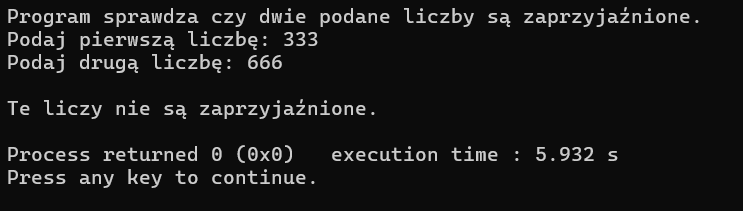 Program sprawdza czy dwie podane liczby są zaprzyjaźnione.
Podaj pierwszą liczbę: 333
Podaj drugą liczbę: 666
Te liczy nie są zaprzyjaźnione.
Process returned 0 (0x0)   execution time : 5.932 s
Press any key to continue.